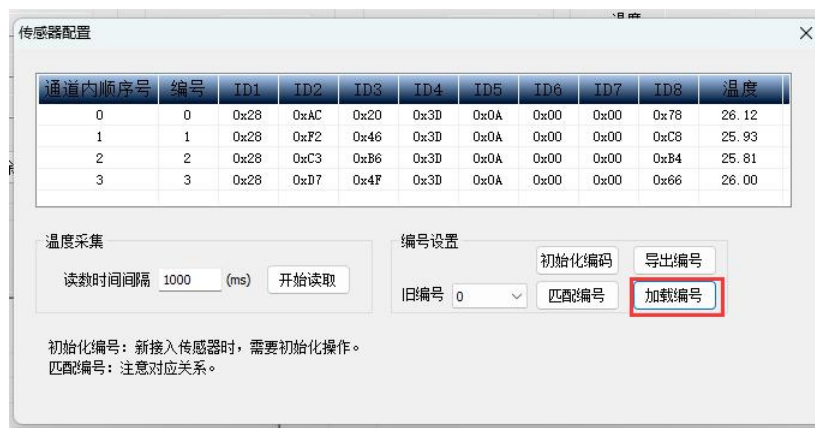 传感器配置
通道内顺序号 编号 ID1 ID2 ID3 ID4 ID5 ID6 ID7 ID8 温度
0 0 0x28 0xAC 0x20 0x3D 0x0A 0x00 0x00 0x78 26.12
1 1 0x28 0xF2 0x46 0x3D 0x0A 0x00 0x00 0xC8 25.93
2 2 0x28 0xC3 0xB6 0x3D 0x0A 0x00 0x00 0xB4 25.81
3 3 0x28 0xD7 0x4F 0x3D 0x0A 0x00 0x00 0x66 26.00
温度采集
读数时间间隔 1000 (ms) 开始读取
编号设置
初始化编码 导出编号
旧编号 0 匹配编号 加载编号
初始化编号：新接入传感器时，需要初始化操作。
匹配编号：注意对应关系。